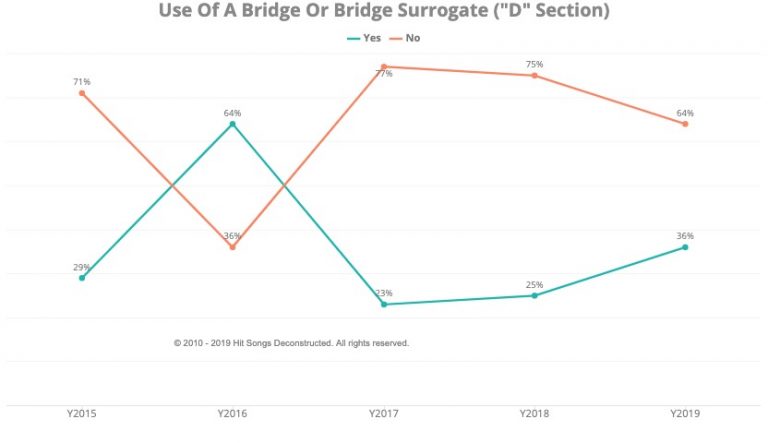 Use Of A Bridge Or Bridge Surrogate ("D" Section)
Yes No
77%
75%
71%
64% 64%
36% 36%
29%
23% 25%
© 2010 - 2019 Hit Songs Deconstructed. All rights reserved.
Y2015 Y2016 Y2017 Y2018 Y2019